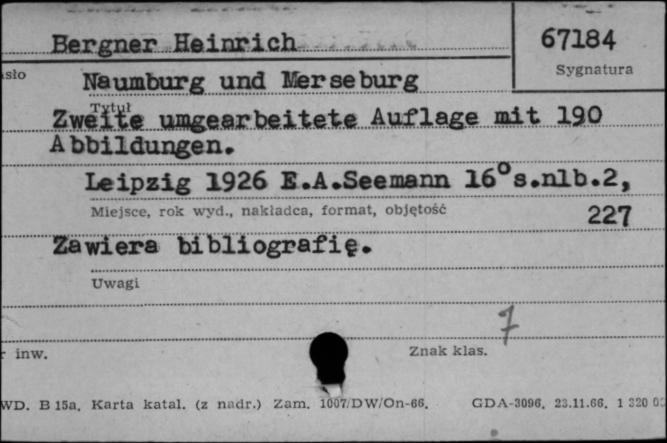 Bergner Heinrich
67184
Sygnatura
Naumburg und Merseburg
Tytuł
Zweite umgearbeitete Auflage mit 190
Abbildungen.
Leipzig 1926 E.A.Seemann 16°s.nlb.2,
Miejsce, rok wyd., nakładca, format, objętość
227
Zawiera bibliografię.
Uwagi
7
inw.
Znak klas.
WD. B 15a. Karta katal. (z nadr.) Zam. 1007/DW/On-66.
GDA-3096. 23.11.66. 1 320